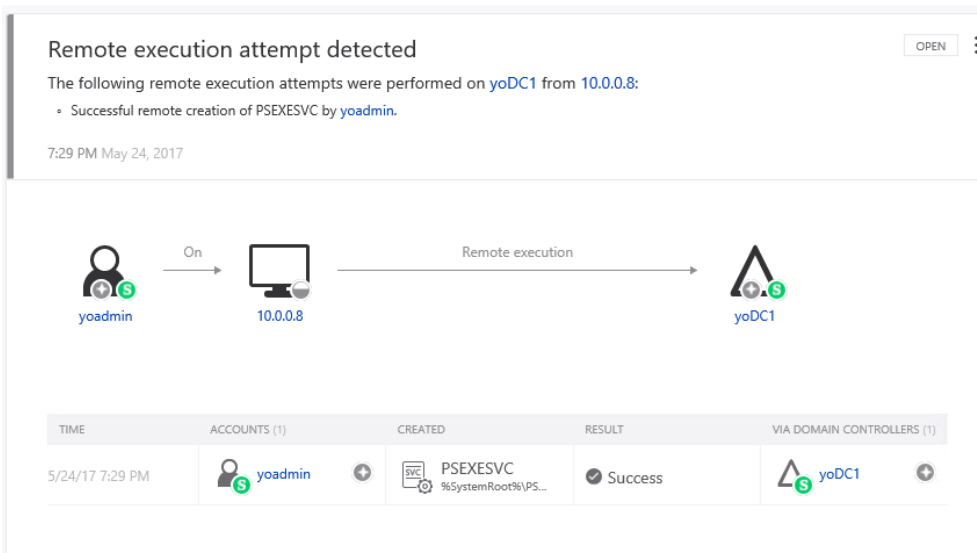 Remote execution attempt detected
OPEN
The following remote execution attempts were performed on yoDC1 from 10.0.0.8:
Successful remote creation of PSEXESVC by yoadmin.
7:29 PM May 24, 2017
On
Remote execution
S
S
yoadmin
10.0.0.8
yoDC1
TIME ACCOUNTS (1) CREATED RESULT VIA DOMAIN CONTROLLERS (1)
5/24/17 7:29 PM S yoadmin SVC PSEXESVC Success S yoDC1
%SystemRoot%\PS...